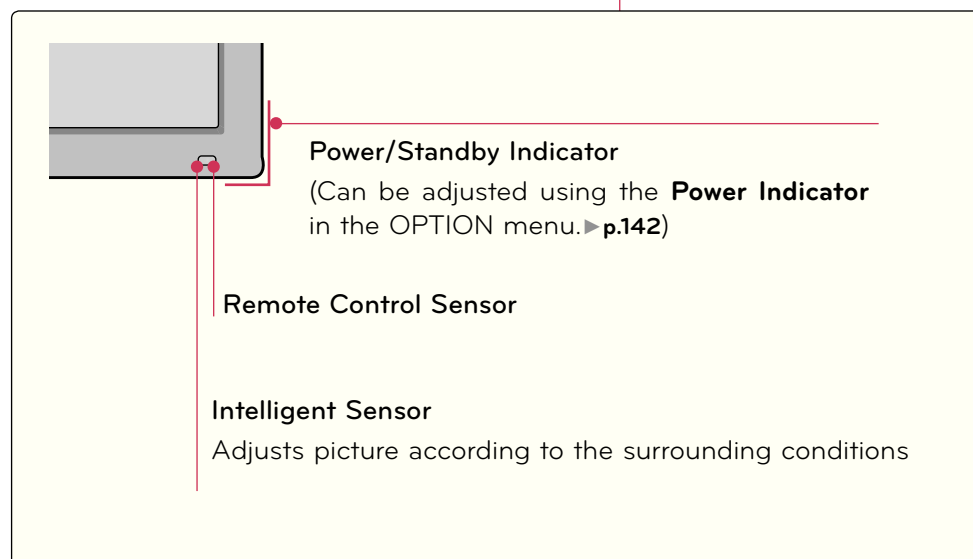 Power/Standby Indicator
(Can be adjusted using the Power Indicator
in the OPTION menu.►p.142)
Remote Control Sensor
Intelligent Sensor
Adjusts picture according to the surrounding conditions